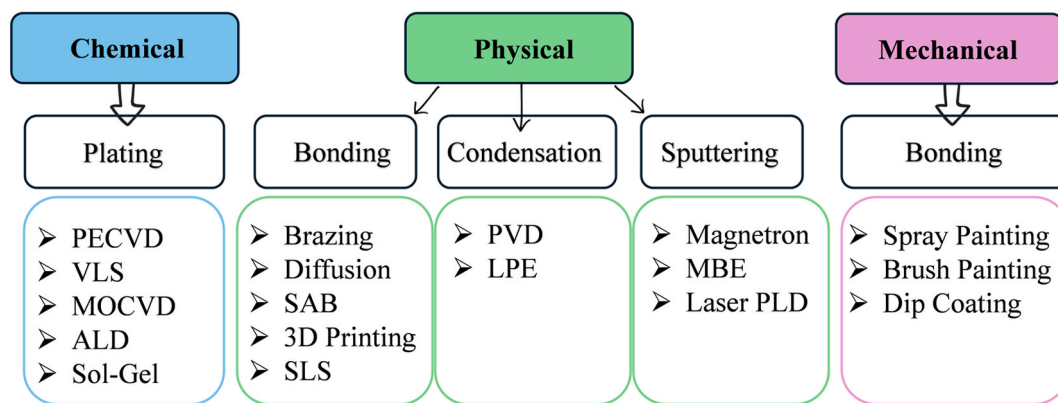 Chemical
Physical
Mechanical
Plating
Bonding
Condensation
Sputtering
Bonding
PECVD
VLS
MOCVD
ALD
Sol-Gel
Brazing
Diffusion
SAB
3D Printing
SLS
PVD
LPE
Magnetron
MBE
Laser PLD
Spray Painting
Brush Painting
Dip Coating